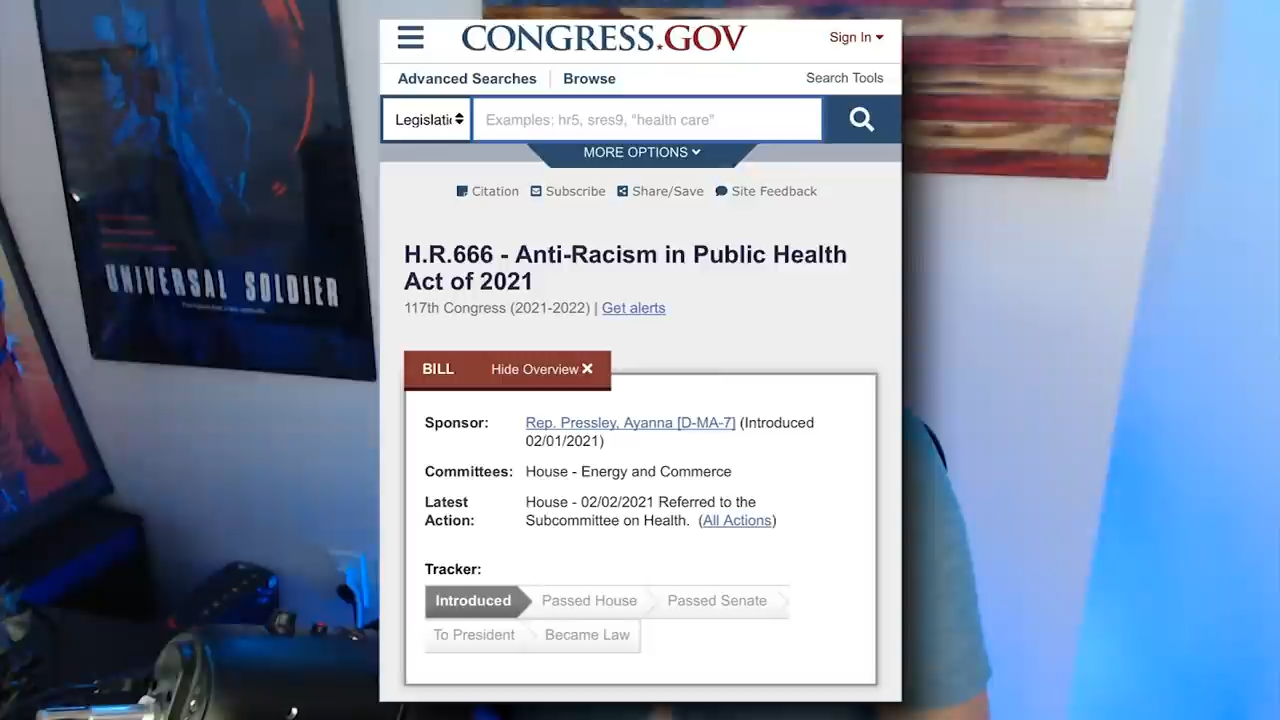 CONGRESS.GOV
Sign In
Advanced Searches
Browse
Search Tools
Legislati
Examples: hr5, sres9, "health care"
MORE OPTIONS
Citation
Subscribe
Share/Save
Site Feedback
H.R.666 - Anti-Racism in Public Health
Act of 2021
117th Congress (2021-2022) | Get alerts
BILL
Hide Overview
Sponsor:
Rep. Pressley, Ayanna [D-MA-7] (Introduced
02/01/2021)
Committees:
House - Energy and Commerce
Latest
Action:
House - 02/02/2021 Referred to the
Subcommittee on Health. (All Actions)
Tracker:
Introduced
Passed House
Passed Senate
To President
Became Law
UNIVERSAL SOLDIER